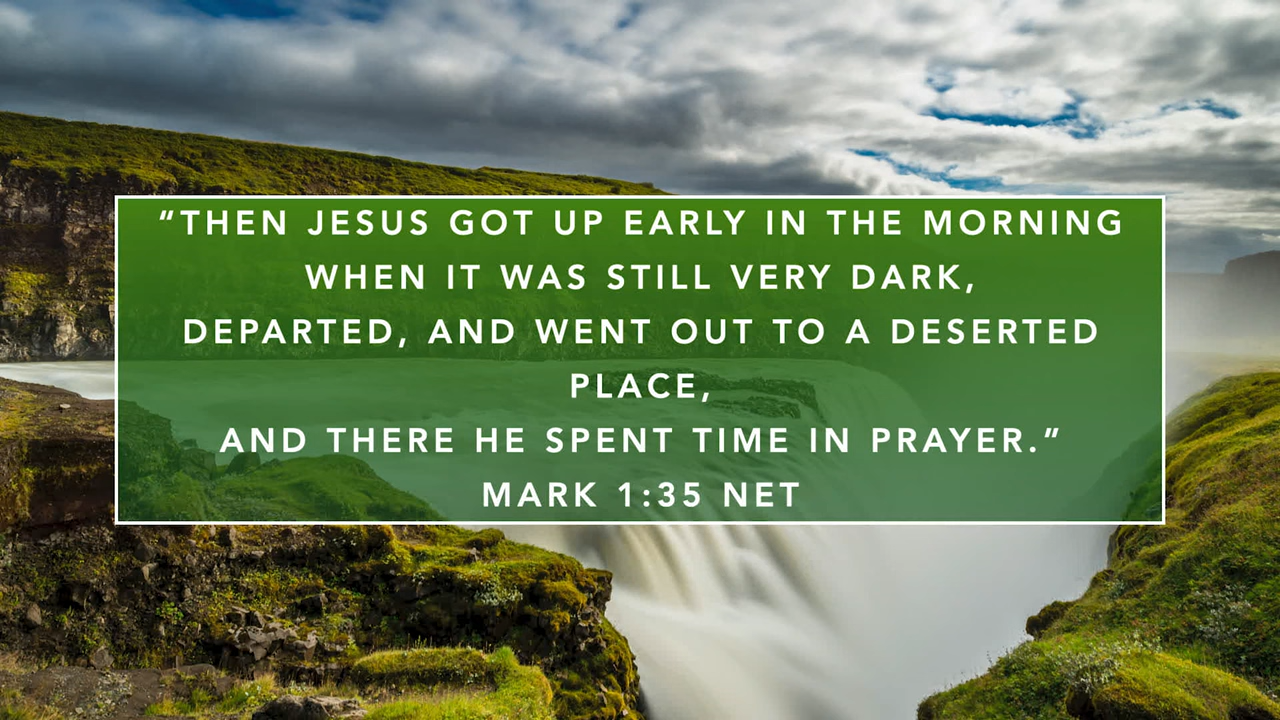 “THEN JESUS GOT UP EARLY IN THE MORNING
WHEN IT WAS STILL VERY DARK,
DEPARTED, AND WENT OUT TO A DESERTED
PLACE,
AND THERE HE SPENT TIME IN PRAYER.”
MARK 1:35 NET